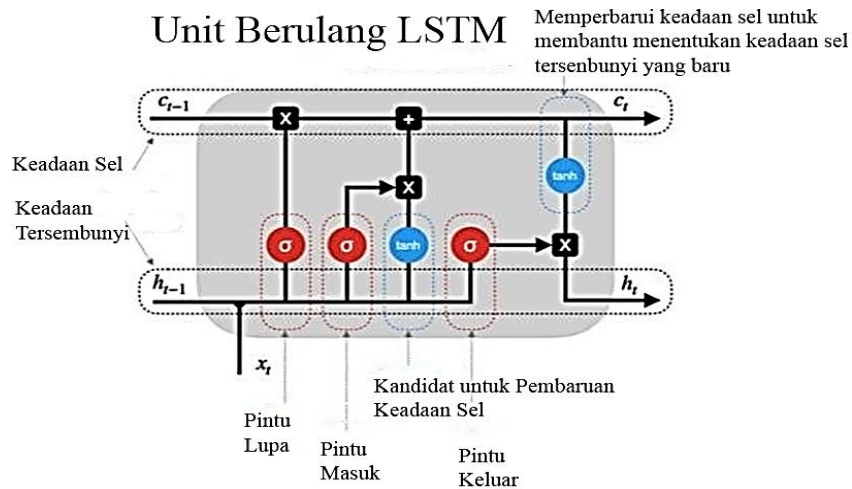 Unit Berulang LSTM
Memperbarui keadaan sel untuk
membantu menentukan keadaan sel
tersenbunyi yang baru
c_{t-1}
c_t
X
+
Keadaan Sel
tanh
X
Keadaan
Tersembunyi
σ
σ
tanh
σ
X
h_{t-1}
h_t
x_t
Kandidat untuk Pembaruan
Keadaan Sel
Pintu
Lupa
Pintu
Masuk
Pintu
Keluar